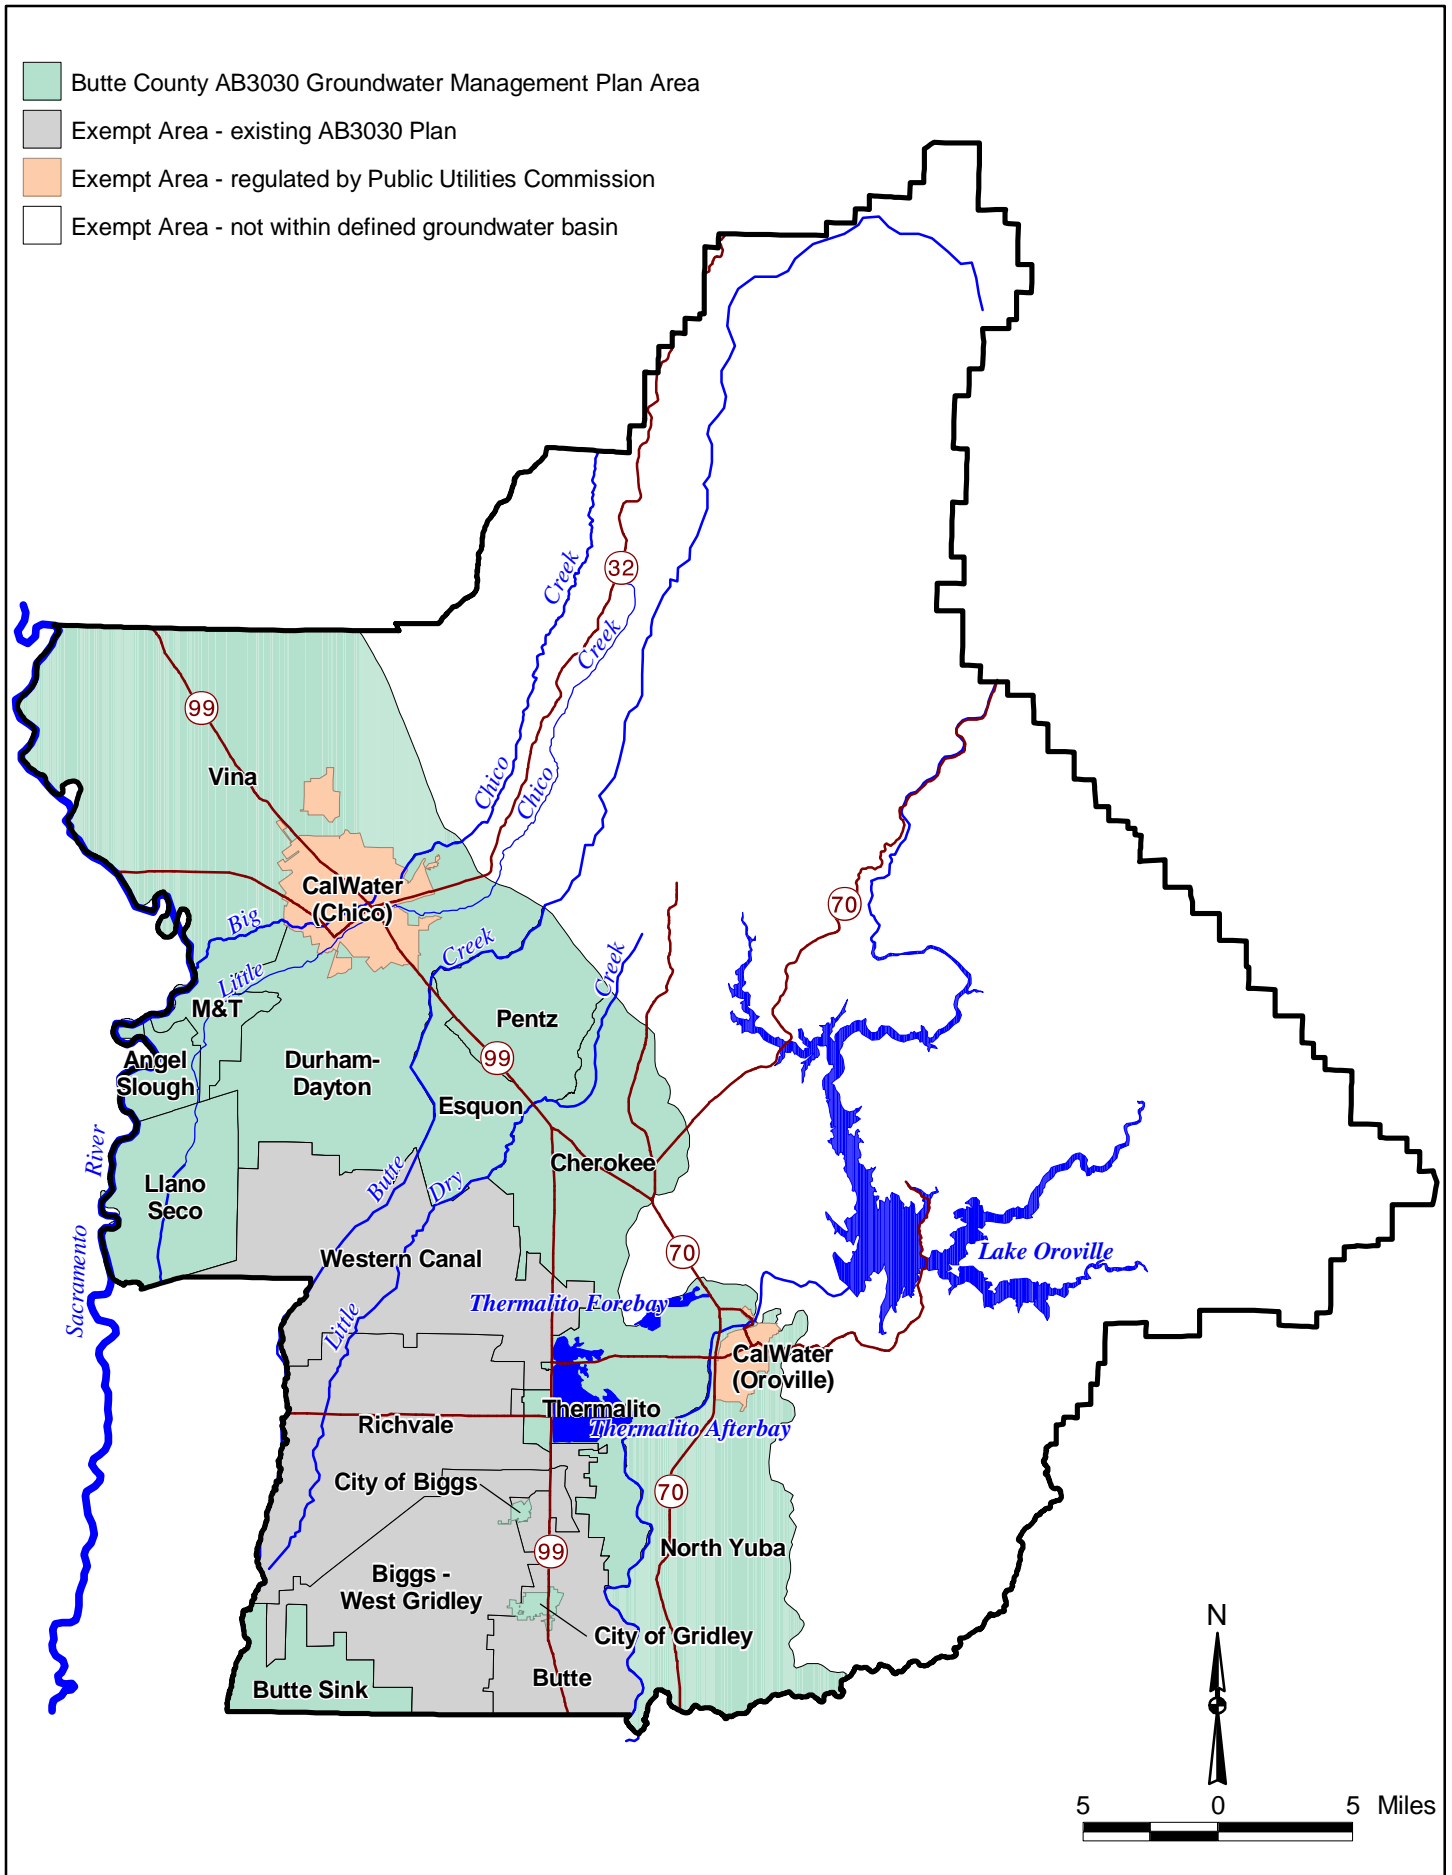 Butte County AB3030 Groundwater Management Plan Area
Exempt Area - existing AB3030 Plan
Exempt Area - regulated by Public Utilities Commission
Exempt Area - not within defined groundwater basin
32
Creek
Creek
99
Vina
Chico
Chico
CalWater
(Chico)
70
Big
Creek
Little
Creek
M&T
Pentz
99
Angel
Slough
Durham-
Dayton
Esquon
River
Cherokee
Butte
Dry
Llano
Seco
Sacramento
Western Canal
70
Lake Oroville
Thermalito Forebay
Little
CalWater
(Oroville)
Thermalito
Richvale
Thermalito Afterbay
City of Biggs
70
99
North Yuba
Biggs -
West Gridley
City of Gridley
Butte
Butte Sink
N
5 0 5 Miles